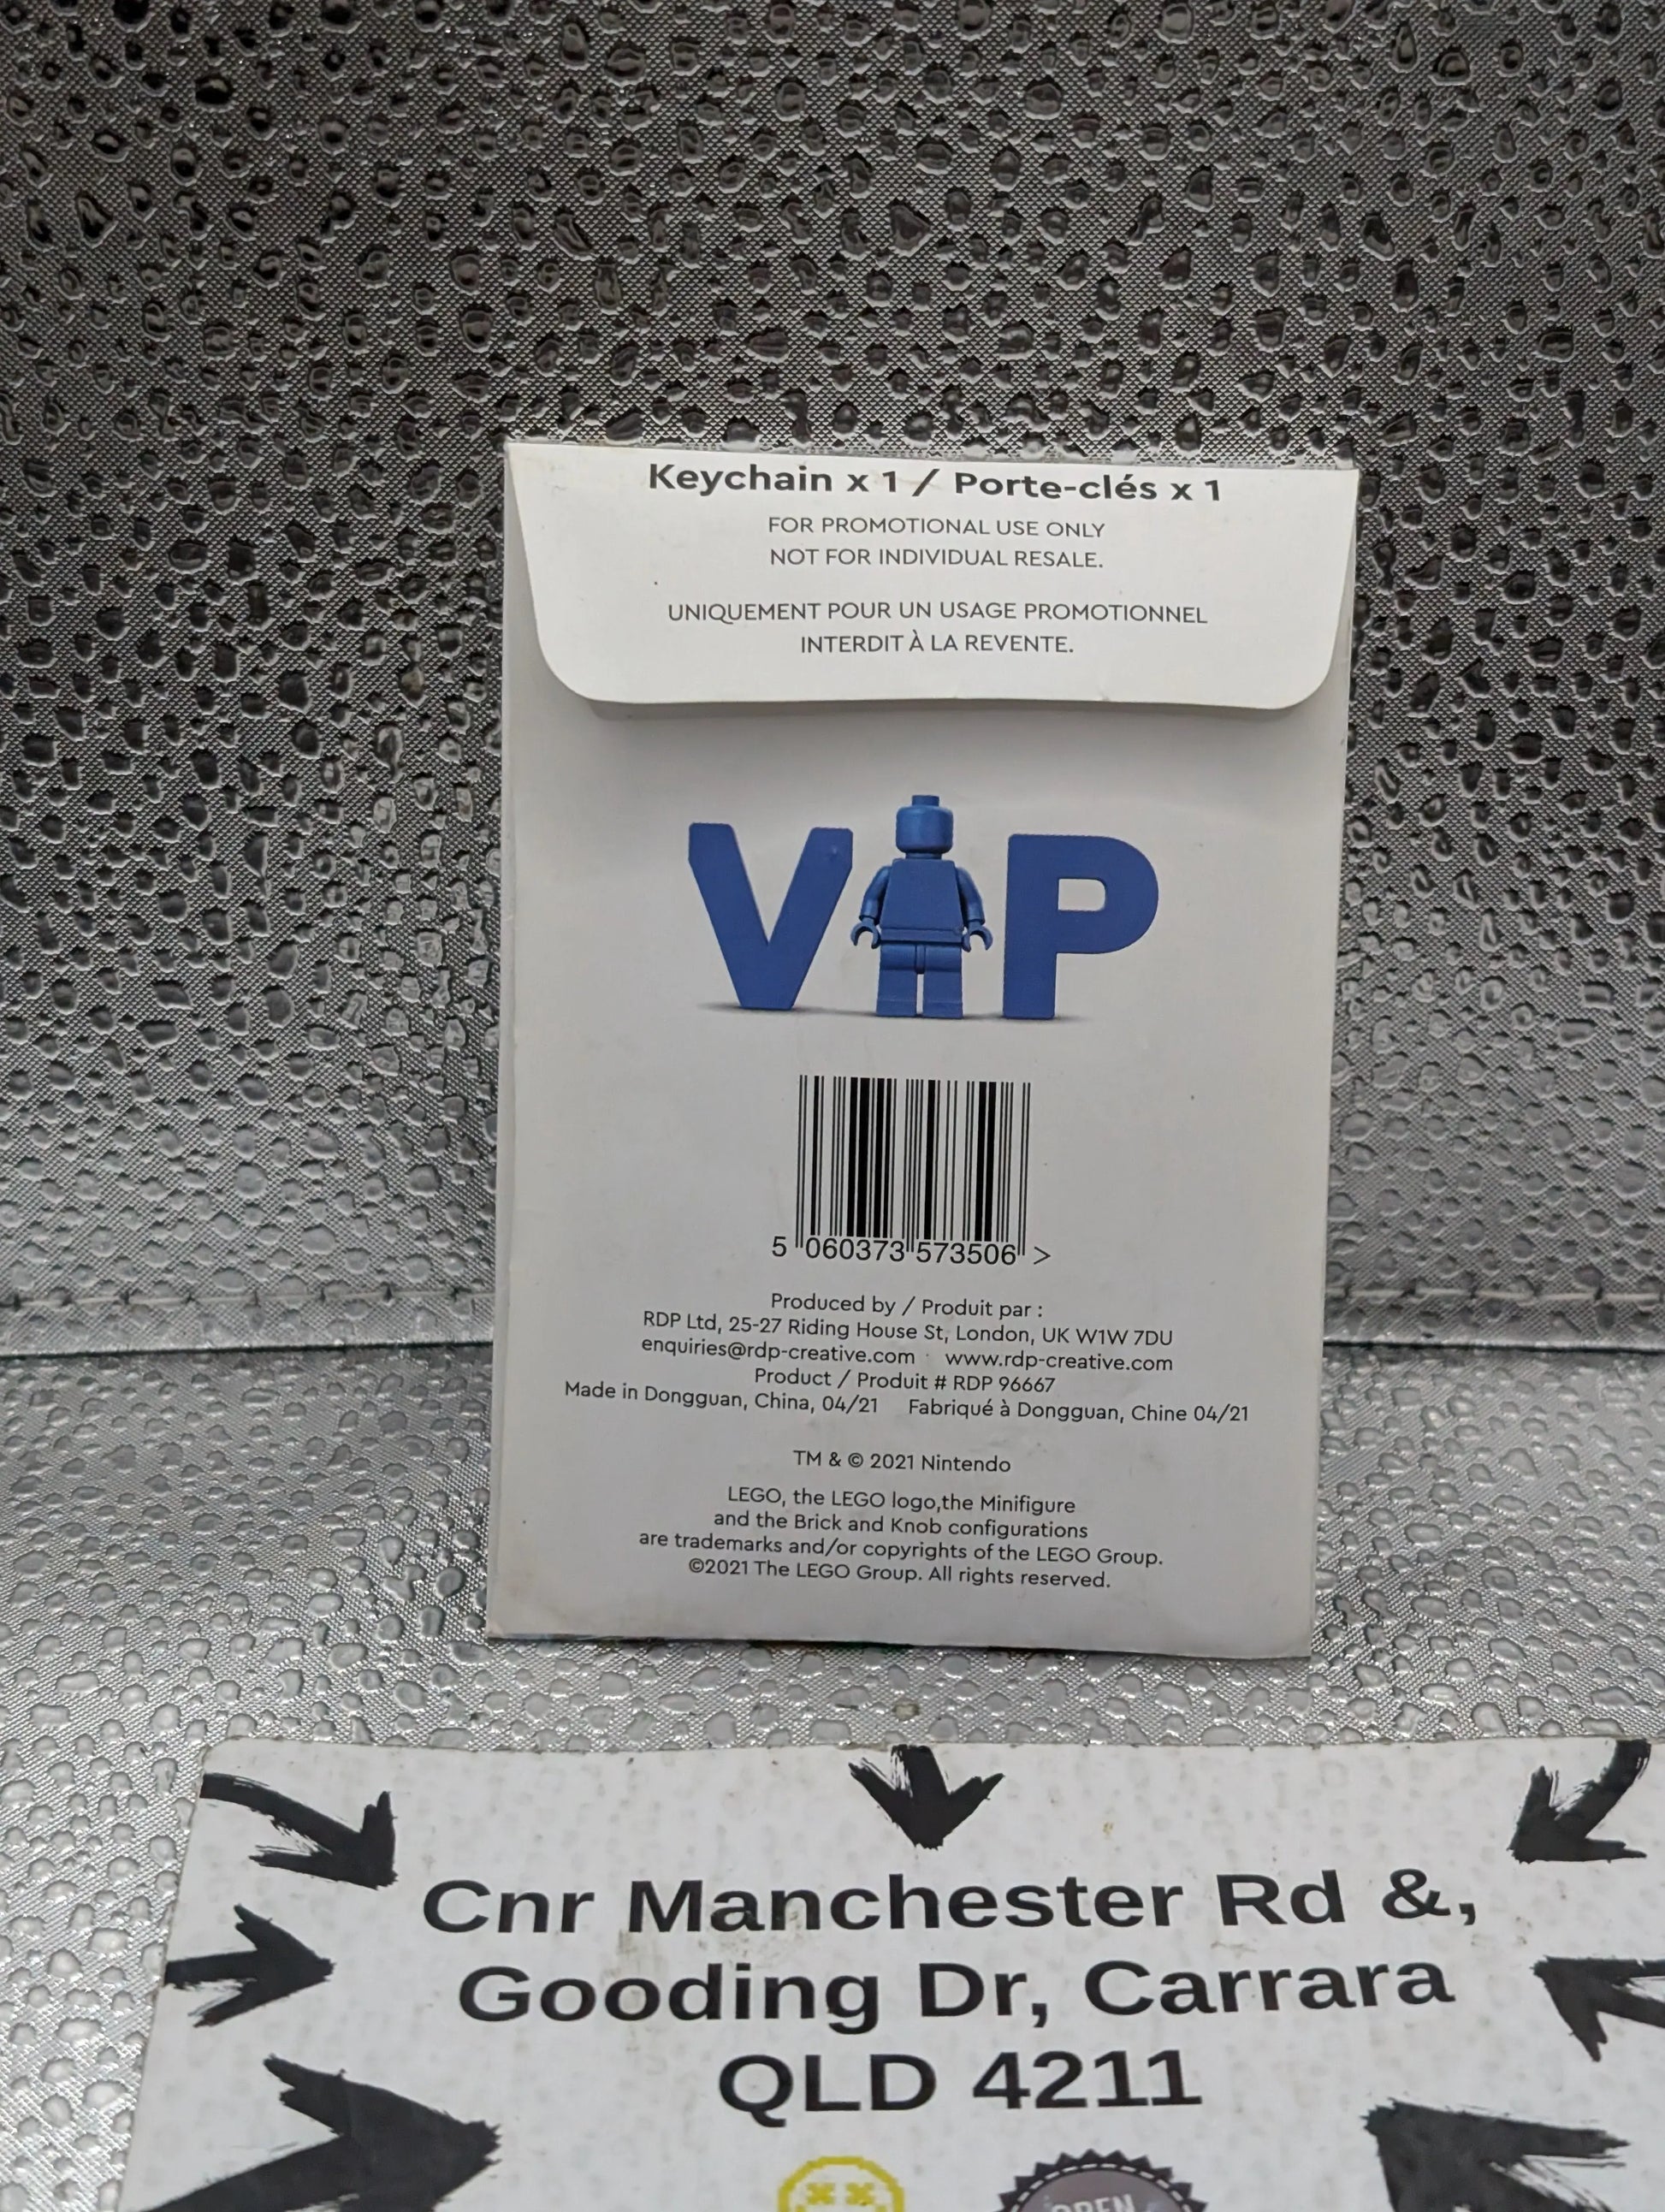 Keychain x 1 / Porte-clés x 1
FOR PROMOTIONAL USE ONLY
NOT FOR INDIVIDUAL RESALE.
UNIQUEMENT POUR UN USAGE PROMOTIONNEL
INTERDIT À LA REVENTE.
V P
5 060373 573506 >
Produced by / Produit par :
RDP Ltd, 25-27 Riding House St, London, UK W1W 7DU
enquiries@rdp-creative.com www.rdp-creative.com
Product / Produit # RDP 96667
Made in Dongguan, China, 04/21 Fabriqué à Dongguan, Chine 04/21
TM & © 2021 Nintendo
LEGO, the LEGO logo,the Minifigure
and the Brick and Knob configurations
are trademarks and/or copyrights of the LEGO Group.
©2021 The LEGO Group. All rights reserved.
Cnr Manchester Rd &,
Gooding Dr, Carrara
QLD 4211
OPEN